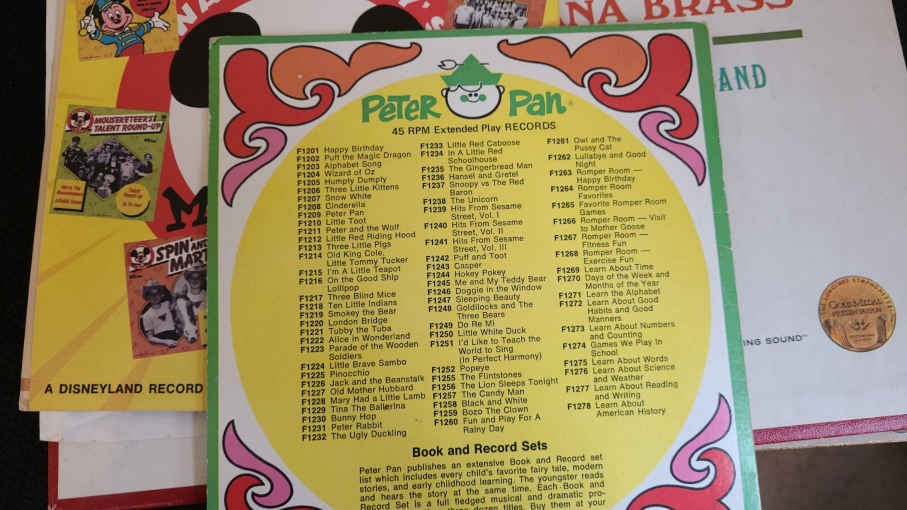 NA BRASS
AND
MOUSEKETEERS
TALENT ROUND-UP
M
SPIN AN
MART
A DISNEYLAND RECORD
ING SOUND™
Peter Pan®
45 RPM Extended Play RECORDS
F1201 Happy Birthday
F1202 Puff the Magic Dragon
F1203 Alphabet Song
F1204 Wizard of Oz
F1205 Humpty Dumpty
F1206 Three Little Kittens
F1207 Snow White
F1208 Cinderella
F1209 Peter Pan
F1210 Little Toot
F1211 Peter and the Wolf
F1212 Little Red Riding Hood
F1213 Three Little Pigs
F1214 Old King Cole,
Little Tommy Tucker
F1215 I'm A Little Teapot
F1216 On the Good Ship
Lollipop
F1217 Three Blind Mice
F1218 Ten Little Indians
F1219 Smokey the Bear
F1220 London Bridge
F1221 Tubby the Tuba
F1222 Alice in Wonderland
F1223 Parade of the Wooden
Soldiers
F1224 Little Brave Sambo
F1225 Pinocchio
F1226 Jack and the Beanstalk
F1227 Old Mother Hubbard
F1228 Mary Had a Little Lamb
F1229 Tina The Ballerina
F1230 Bunny Hop
F1231 Peter Rabbit
F1232 The Ugly Duckling
F1233 Little Red Caboose
F1234 In A Little Red
Schoolhouse
F1235 The Gingerbread Man
F1236 Hansel and Gretel
F1237 Snoopy vs The Red
Baron
F1238 The Unicorn
F1239 Hits From Sesame
Street, Vol. I
F1240 Hits From Sesame
Street, Vol. II
F1241 Hits From Sesame
Street, Vol. III
F1242 Puff and Toot
F1243 Casper
F1244 Hokey Pokey
F1245 Me and My Teddy Bear
F1246 Doggie in the Window
F1247 Sleeping Beauty
F1248 Goldilocks and The
Three Bears
F1249 Do Re Mi
F1250 Little White Duck
F1251 I'd Like to Teach the
World to Sing
(In Perfect Harmony)
F1252 Popeye
F1255 The Flintstones
F1256 The Lion Sleeps Tonight
F1257 The Candy Man
F1258 Black and White
F1259 Bozo The Clown
F1260 Fun and Play For A
Rainy Day
F1261 Owl and The
Pussy Cat
F1262 Lullabye and Good
Night
F1263 Romper Room —
Happy Birthday
F1264 Romper Room
Favorites
F1265 Favorite Romper Room
Games
F1266 Romper Room — Visit
to Mother Goose
F1267 Romper Room —
Fitness Fun
F1268 Romper Room —
Exercise Fun
F1269 Learn About Time
F1270 Days of the Week and
Months of the Year
F1271 Learn the Alphabet
F1272 Learn About Good
Habits and Good
Manners
F1273 Learn About Numbers
and Counting
F1274 Games We Play In
School
F1275 Learn About Words
F1276 Learn About Science
and Weather
F1277 Learn About Reading
and Writing
F1278 Learn About
American History
Book and Record Sets
Peter Pan publishes an extensive Book and Record set
list which includes every child's favorite fairy tale, modern
stories, and early childhood learning. The youngster reads
and hears the story at the same time. Each Book and
Record Set is a full fledged musical and dramatic pro-
three dozen titles. Buy them at your